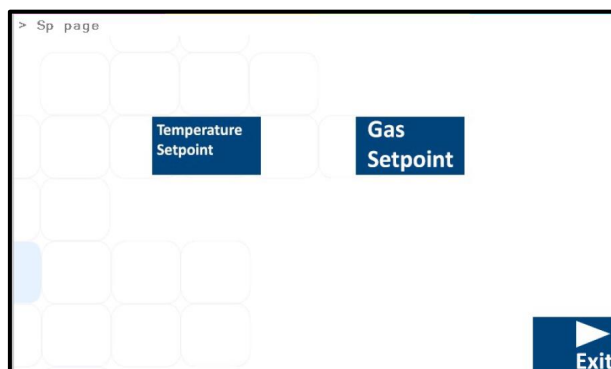 > Sp page
Temperature
Setpoint
Gas
Setpoint
Exit